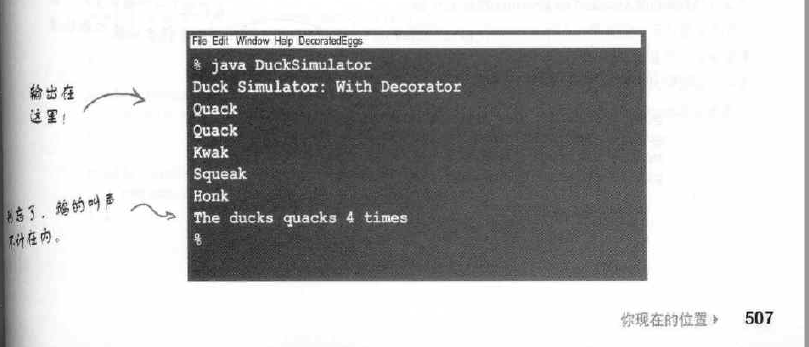 File Edit Window Help DecoratedEggs
% java DuckSimulator
Duck Simulator: With Decorator
Quack
Quack
Kwak
Squeak
Honk
The ducks quacks 4 times
%
输出在
这里！
别忘了，鹅的叫声
不计在内。
你现在的位置
507